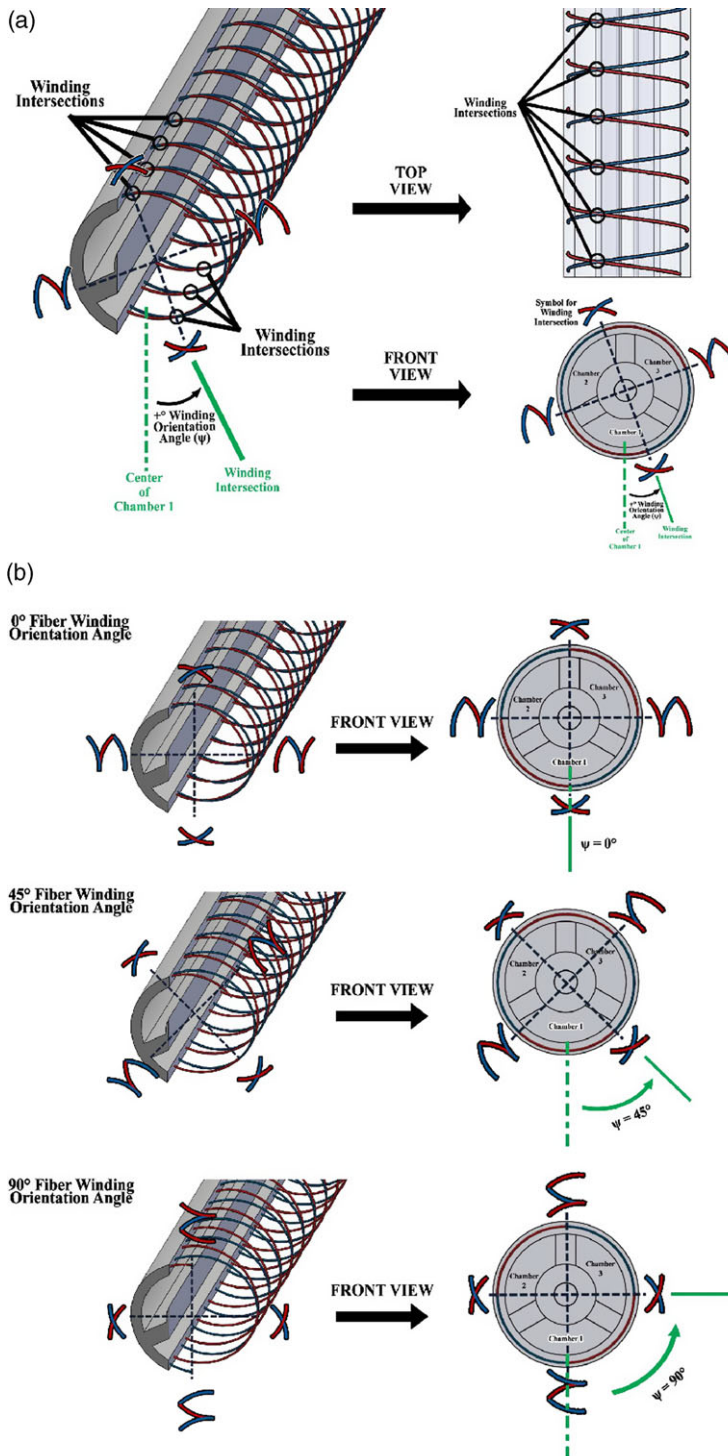 (a)
Winding
Intersections
Winding
Intersections
+° Winding
Orientation
Angle (ψ)
Center
of
Chamber 1
Winding
Intersection
TOP
VIEW
Winding
Intersections
FRONT
VIEW
Symbol for
Winding
Intersection
Chamber
2
Chamber
3
Chamber 1
+° Winding
Orientation
Angle (ψ)
Center
of Chamber 1
Winding
Intersection
(b)
0° Fiber Winding
Orientation Angle
FRONT VIEW
Chamber
2
Chamber
3
Chamber 1
ψ = 0°
45° Fiber Winding
Orientation Angle
FRONT VIEW
Chamber
2
Chamber
3
Chamber 1
ψ = 45°
90° Fiber Winding
Orientation Angle
FRONT VIEW
Chamber
2
Chamber
3
Chamber 1
ψ = 90°